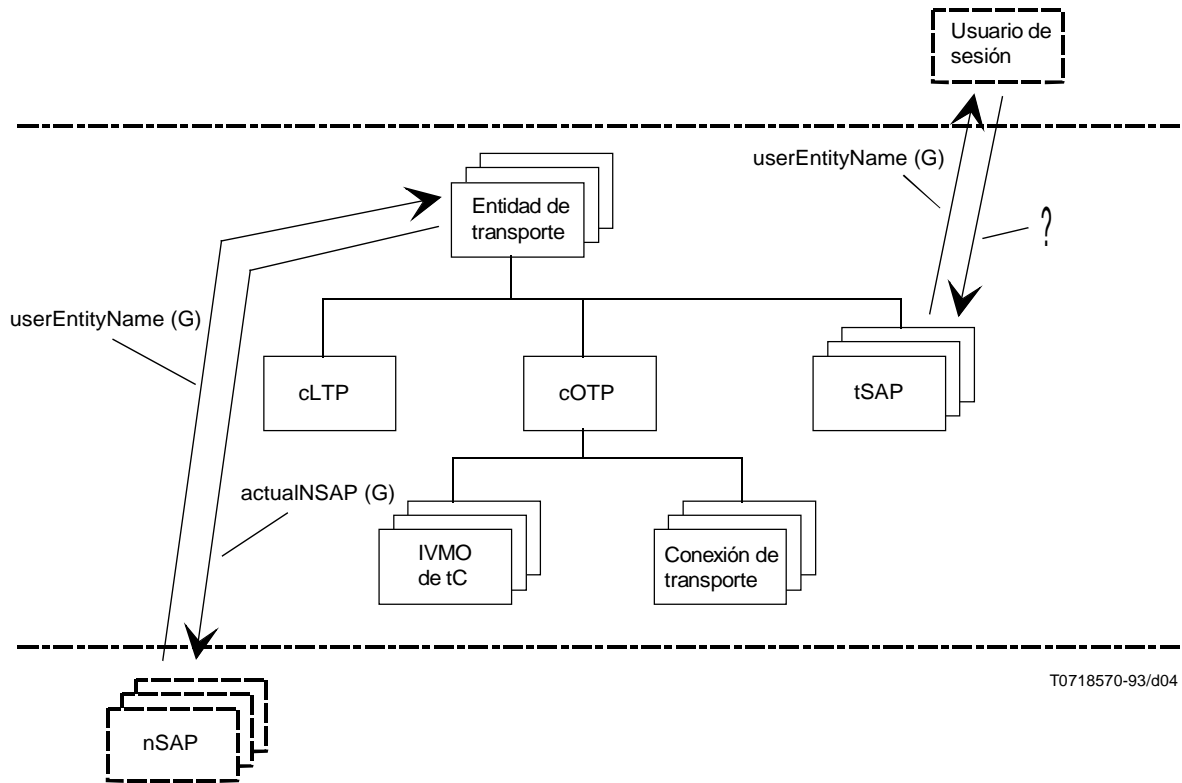 Usuario de
sesión
userEntityName (G)
?
Entidad de
transporte
userEntityName (G)
cLTP
cOTP
tSAP
actualNSAP (G)
IVMO
de tC
Conexión de
transporte
T0718570-93/d04
nSAP